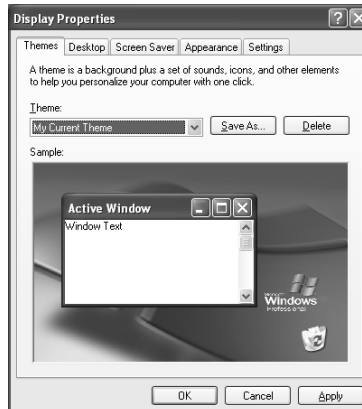 Display Properties
Themes Desktop Screen Saver Appearance Settings
A theme is a background plus a set of sounds, icons, and other elements
to help you personalize your computer with one click.
Theme:
My Current Theme Save As... Delete
Sample:
Active Window
Window Text
Microsoft
Windows
Professional
OK Cancel Apply